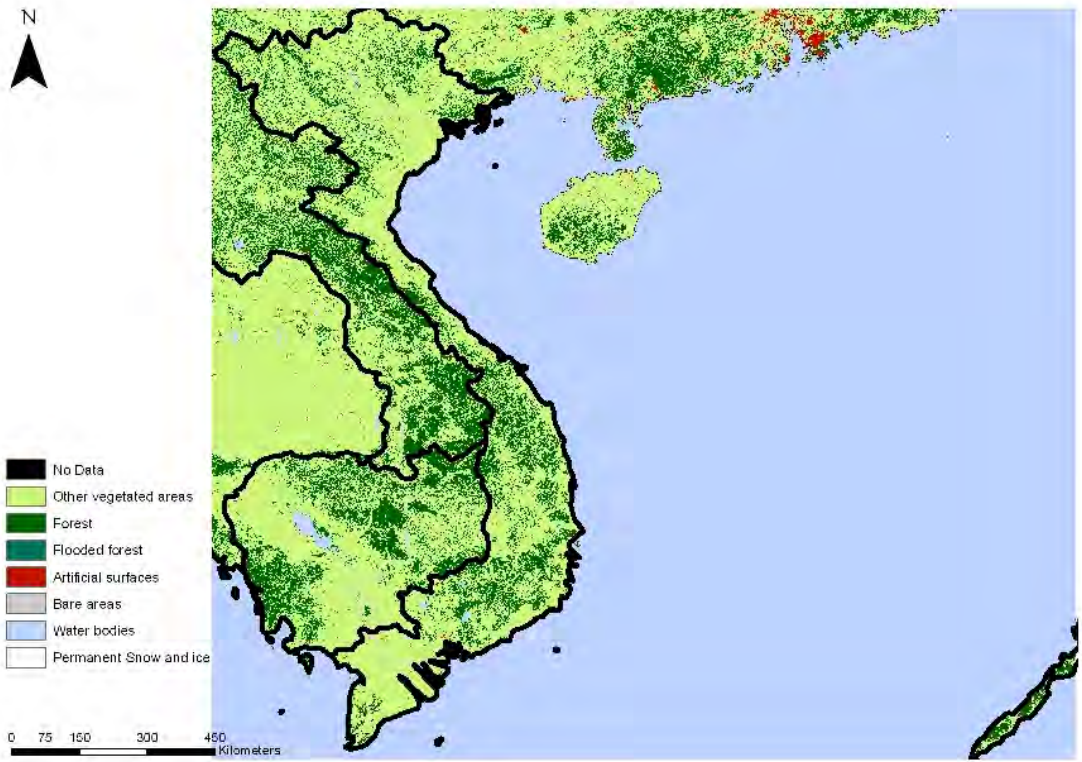 N
No Data
Other vegetated areas
Forest
Flooded forest
Artificial surfaces
Bare areas
Water bodies
Permanent Snow and ice
0 75 150 300 450
Kilometers